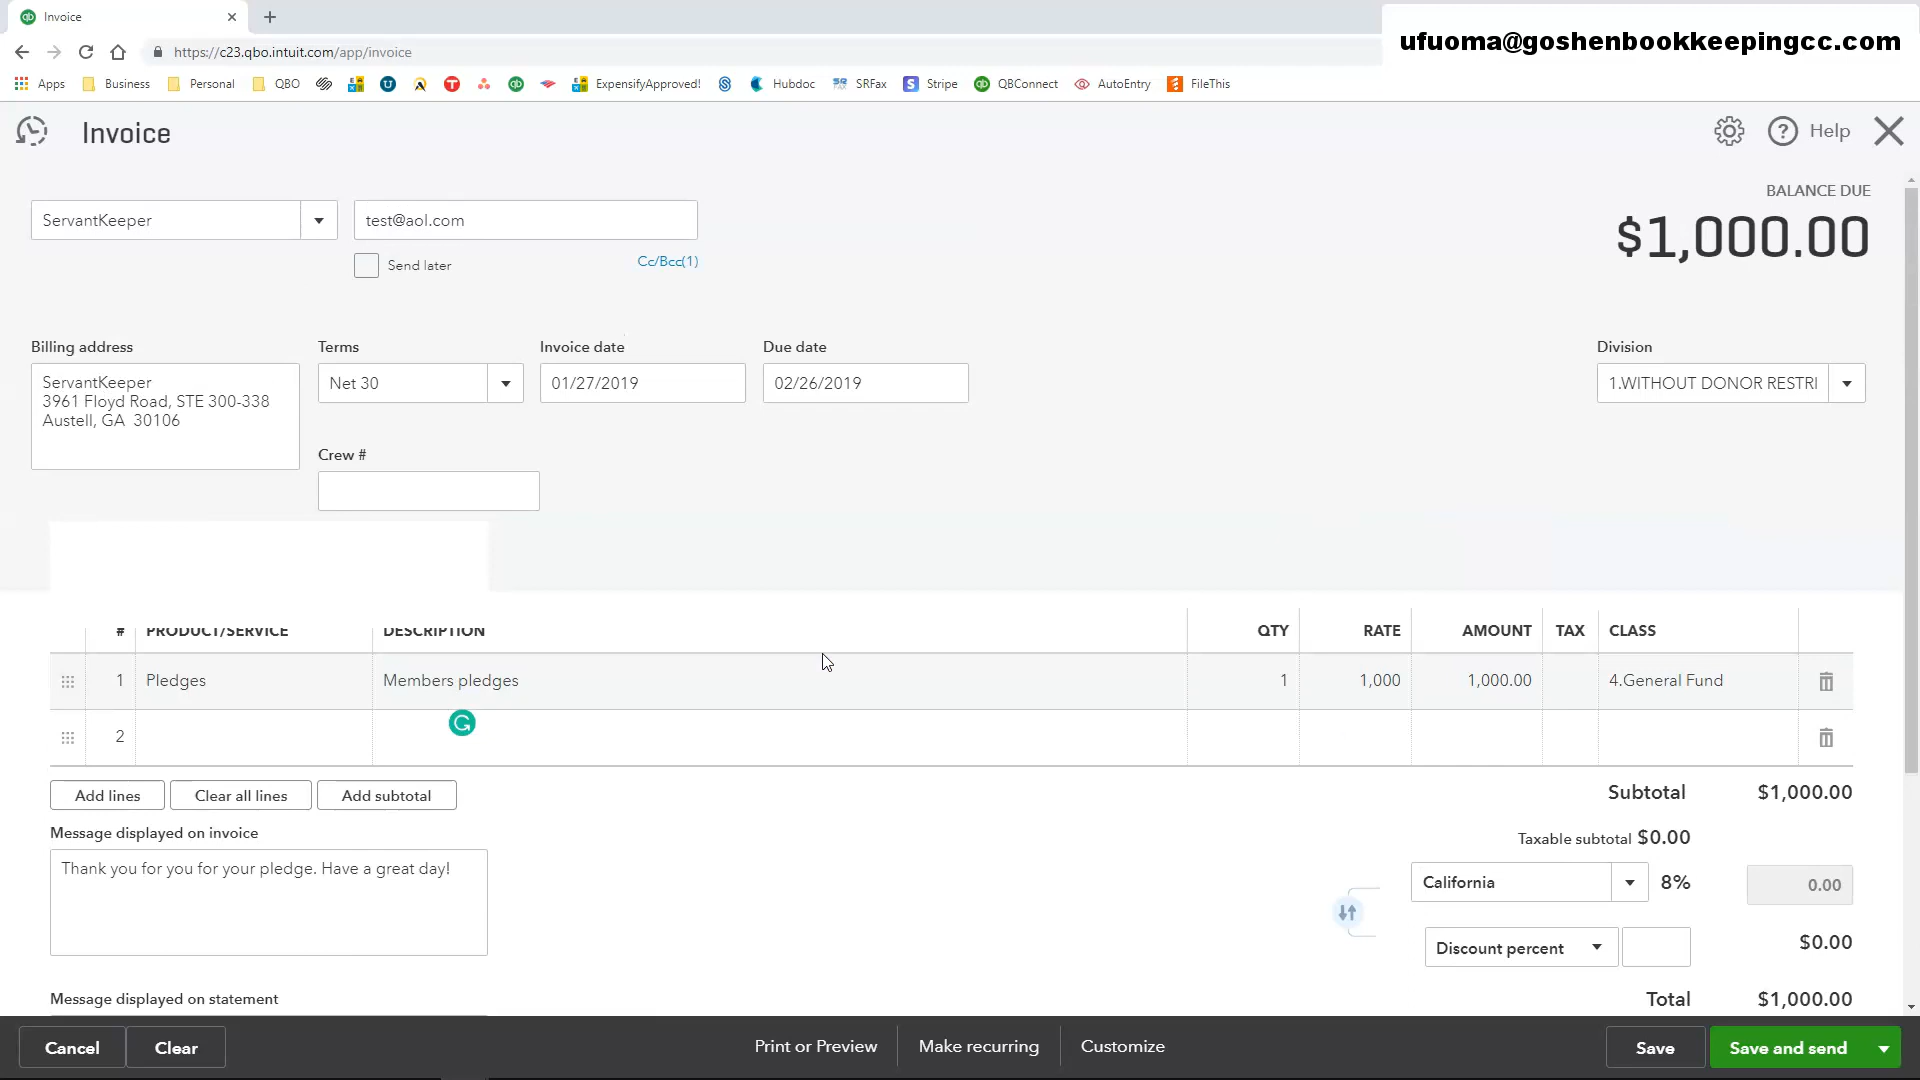 Invoice
https://c23.qbo.intuit.com/app/invoice
ufuoma@goshenbookkeepingcc.com
Apps Business Personal QBO ExpensifyApproved! Hubdoc SRFax Stripe QBConnect AutoEntry FileThis
Invoice
Help
BALANCE DUE
$1,000.00
ServantKeeper
test@aol.com
Send later
Cc/Bcc(1)
Billing address
ServantKeeper
3961 Floyd Road, STE 300-338
Austell, GA 30106
Terms
Net 30
Invoice date
01/27/2019
Due date
02/26/2019
Division
1.WITHOUT DONOR RESTRI
Crew #
# PRODUCT/SERVICE DESCRIPTION QTY RATE AMOUNT TAX CLASS
1 Pledges Members pledges 1 1,000 1,000.00 4.General Fund
2
Add lines Clear all lines Add subtotal
Subtotal $1,000.00
Message displayed on invoice
Thank you for you for your pledge. Have a great day!
Taxable subtotal $0.00
California 8% 0.00
Discount percent $0.00
Message displayed on statement
Total $1,000.00
Cancel Clear Print or Preview Make recurring Customize Save Save and send